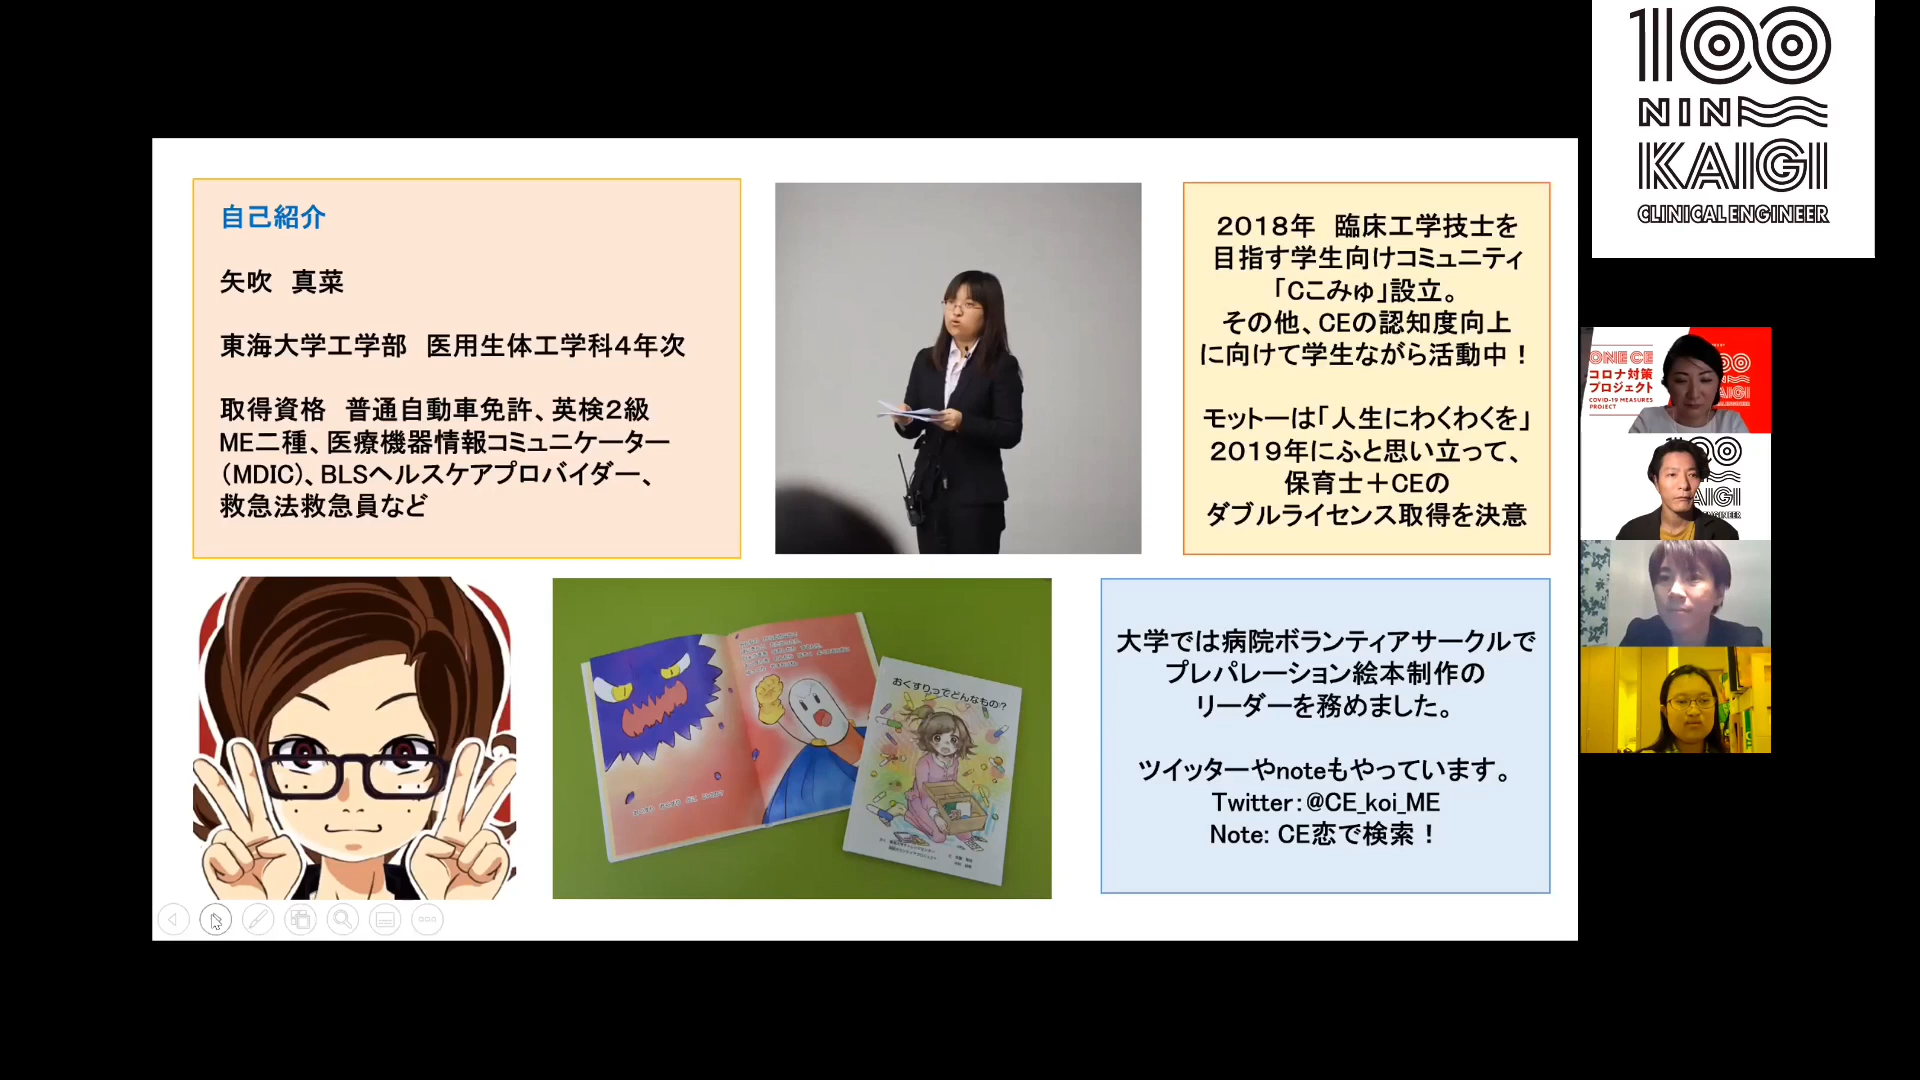 自己紹介
矢吹　真菜
東海大学工学部　医用生体工学科4年次
取得資格　普通自動車免許、英検2級
ME二種、医療機器情報コミュニケーター
（MDIC）、BLSヘルスケアプロバイダー、
救急法救急員など
2018年　臨床工学技士を
目指す学生向けコミュニティ
「Cこみゅ」設立。
その他、CEの認知度向上
に向けて学生ながら活動中！
モットーは「人生にわくわくを」
2019年にふと思い立って、
保育士＋CEの
ダブルライセンス取得を決意
おくすりってどんなもの？
大学では病院ボランティアサークルで
プレパレーション絵本制作の
リーダーを務めました。
ツイッターやnoteもやっています。
Twitter：@CE_koi_ME
Note: CE恋で検索！
100
NIN
KAIGI
CLINICAL ENGINEER
ONE CE
コロナ対策
プロジェクト
COVID-19 MEASURES
PROJECT